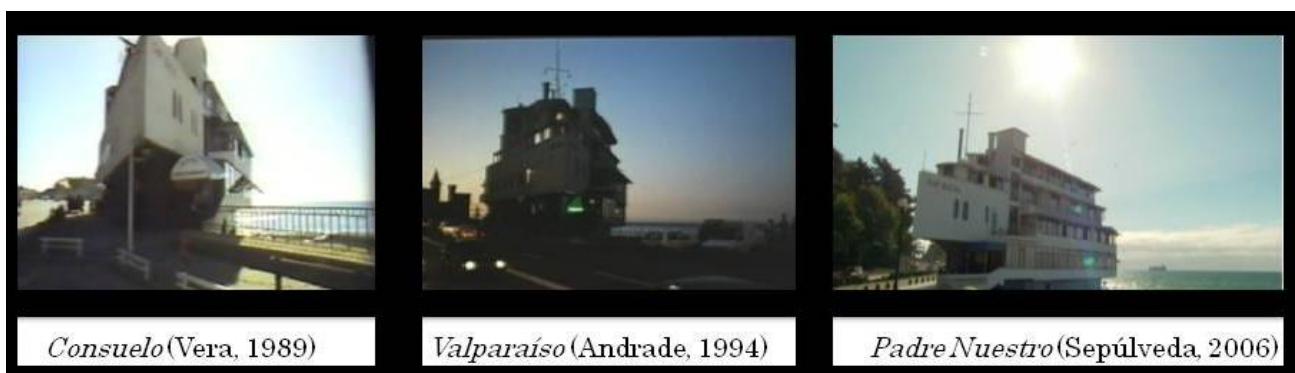 Consuelo (Vera, 1989)
Valparaíso (Andrade, 1994)
Padre Nuestro (Sepúlveda, 2006)